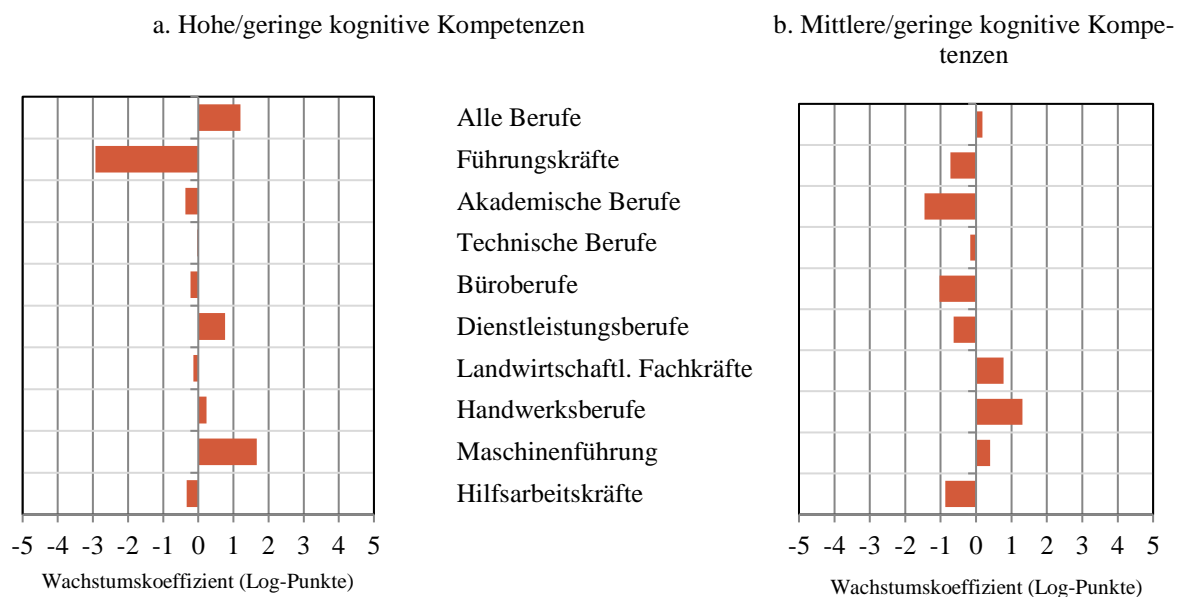 a. Hohe/geringe kognitive Kompetenzen
b. Mittlere/geringe kognitive Kompe-
tenzen
Alle Berufe
Führungskräfte
Akademische Berufe
Technische Berufe
Büroberufe
Dienstleistungsberufe
Landwirtschaftl. Fachkräfte
Handwerksberufe
Maschinenführung
Hilfsarbeitskräfte
-5 -4 -3 -2 -1 0 1 2 3 4 5
Wachstumskoeffizient (Log-Punkte)
-5 -4 -3 -2 -1 0 1 2 3 4 5
Wachstumskoeffizient (Log-Punkte)